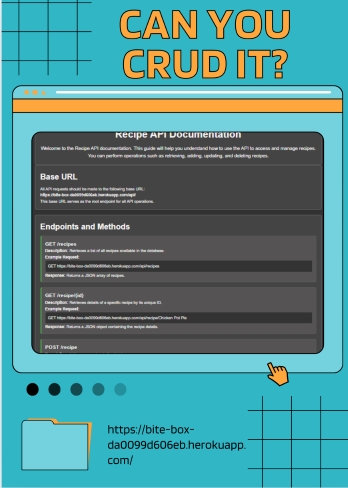 CAN YOU
CRUD IT?
Recipe API Documentation
Welcome to the Recipe API documentation. This guide will help you understand how to use the API to access and manage recipes.
You can perform operations such as retrieving, adding, updating, and deleting recipes.
Base URL
All API requests should be made to the following base URL:
https://bite-box-da0099d606eb.herokuapp.com/api/
This base URL serves as the root endpoint for all API operations.
Endpoints and Methods
GET /recipes
Description: Retrieves a list of all recipes available in the database.
Example Request:
GET https://bite-box-da0099d606eb.herokuapp.com/api/recipes
Response: Returns a JSON array of recipes.
GET /recipe/{id}
Description: Retrieves details of a specific recipe by its unique ID.
Example Request:
GET https://bite-box-da0099d606eb.herokuapp.com/api/recipe/Chicken Pot Pie
Response: Returns a JSON object containing the recipe details.
POST /recipe
https://bite-box-
da0099d606eb.herokuapp.
com/